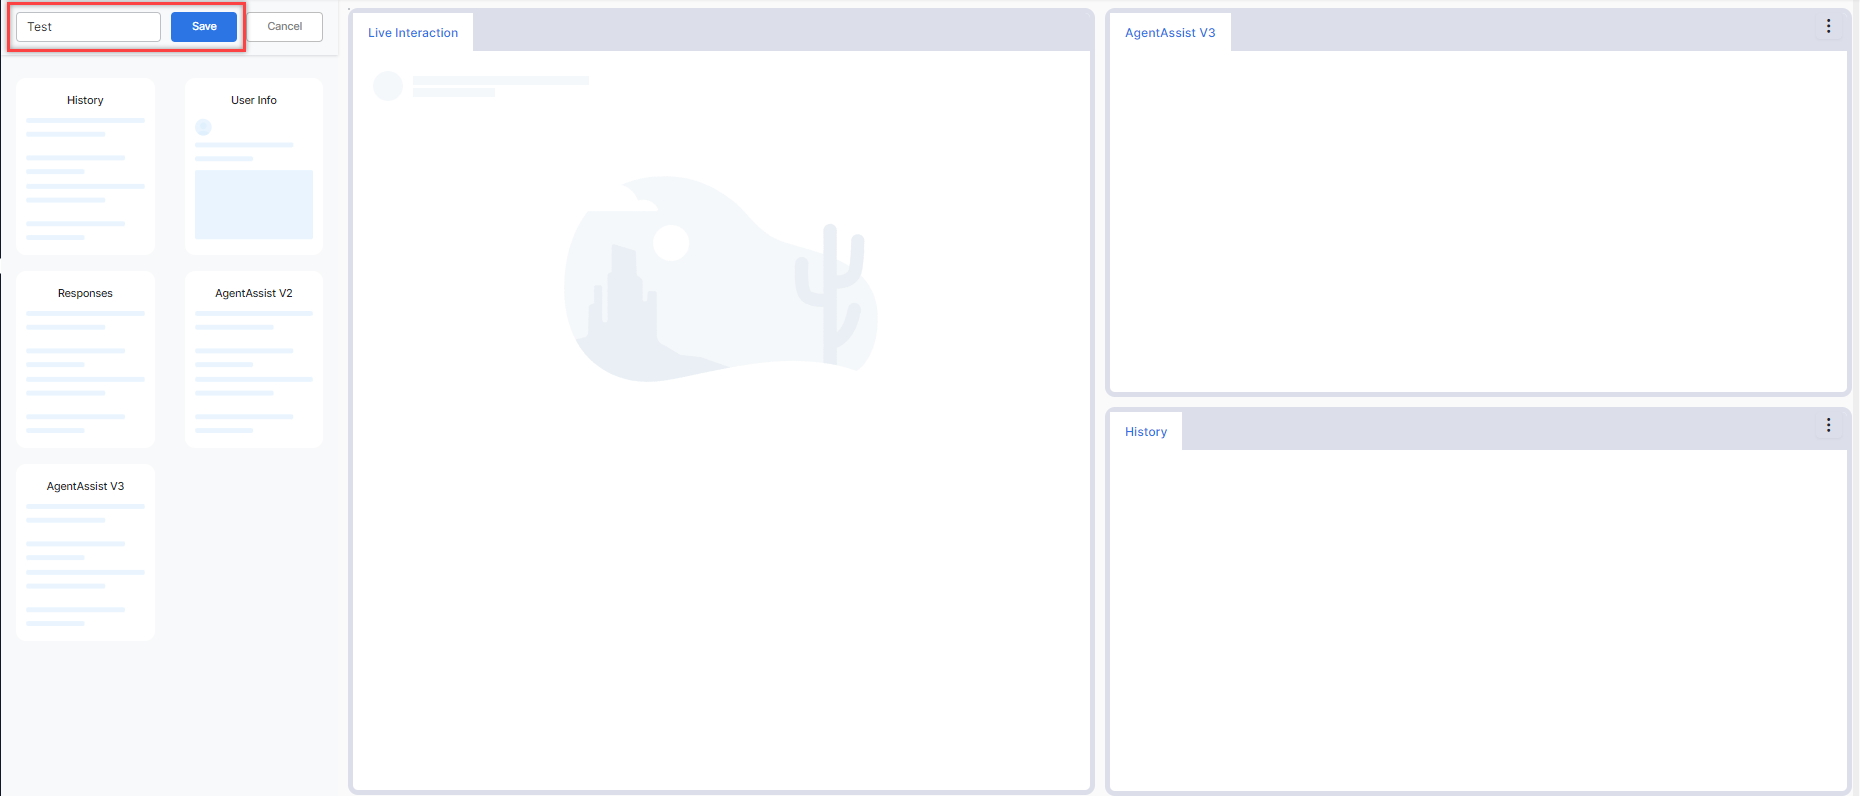 Test
Save
Cancel
History
User Info
Responses
AgentAssist V2
AgentAssist V3
Live Interaction
AgentAssist V3
History